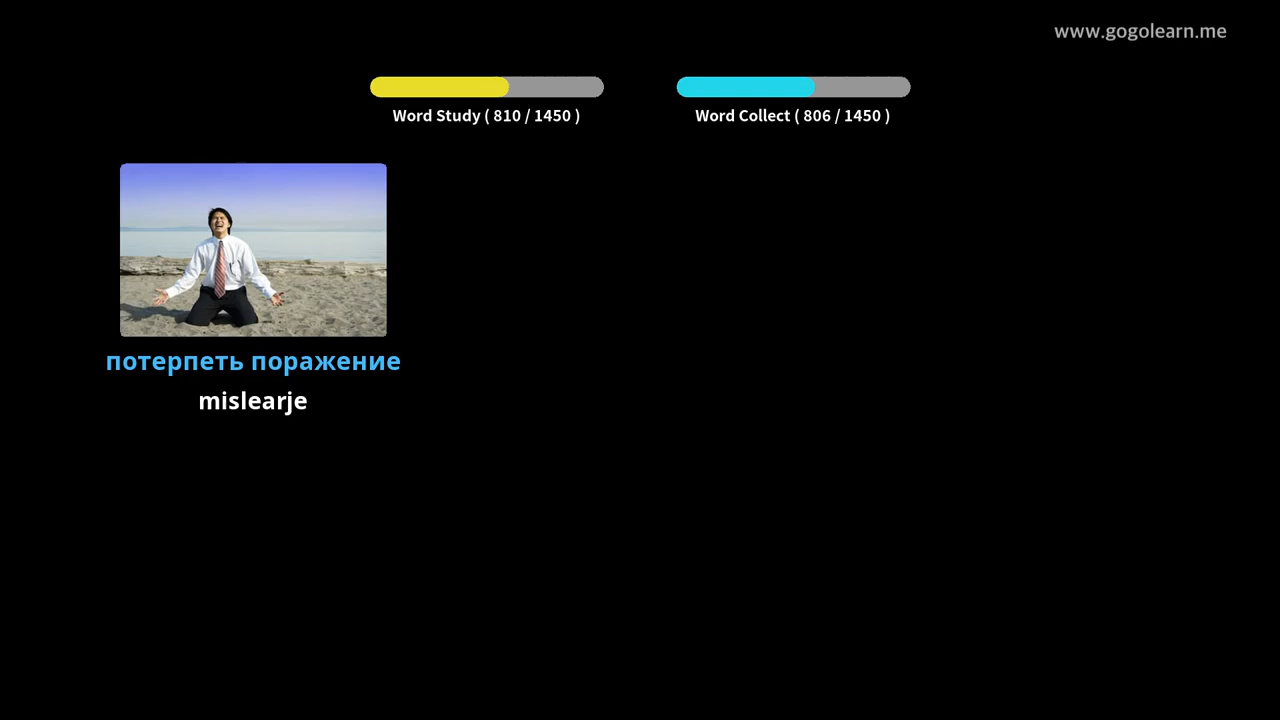 www.gogolearn.me
Word Study ( 810 / 1450 )
Word Collect ( 806 / 1450 )
потерпеть поражение
mislearje